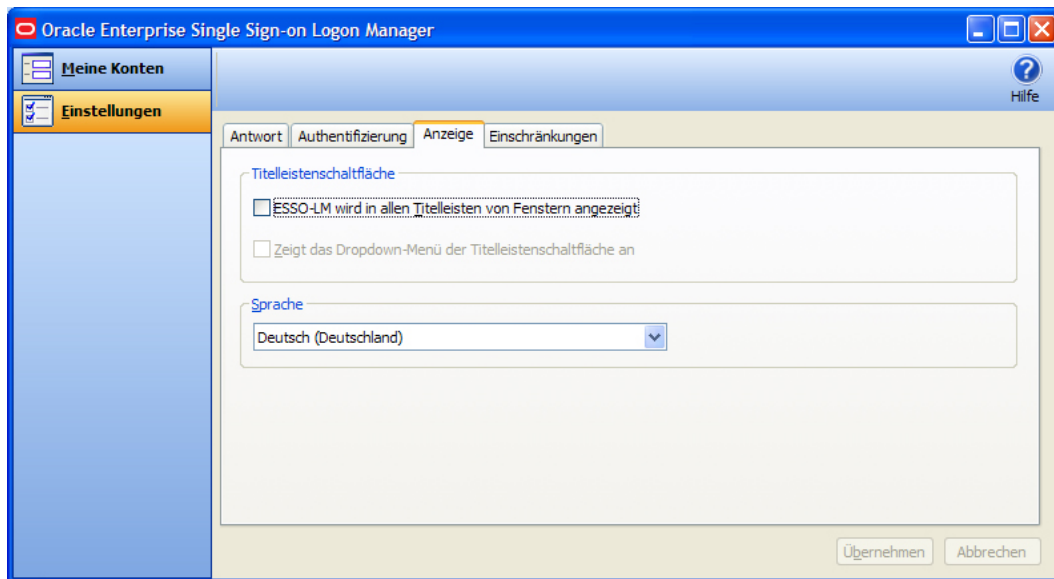 Oracle Enterprise Single Sign-on Logon Manager
Meine Konten
Einstellungen
Hilfe
Antwort Authentifizierung Anzeige Einschränkungen
Titelleistenschaltfläche
ESSO-LM wird in allen Titelleisten von Fenstern angezeigt
Zeigt das Dropdown-Menü der Titelleistenschaltfläche an
Sprache
Deutsch (Deutschland)
Übernehmen Abbrechen